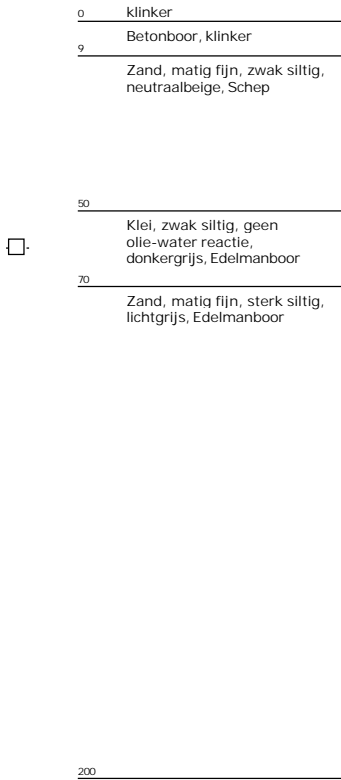 0 klinker
Betonboor, klinker
9
Zand, matig fijn, zwak siltig,
neutraalbeige, Schep
50
Klei, zwak siltig, geen
olie-water reactie,
donkergrijs, Edelmanboor
70
Zand, matig fijn, sterk siltig,
lichtgrijs, Edelmanboor
200